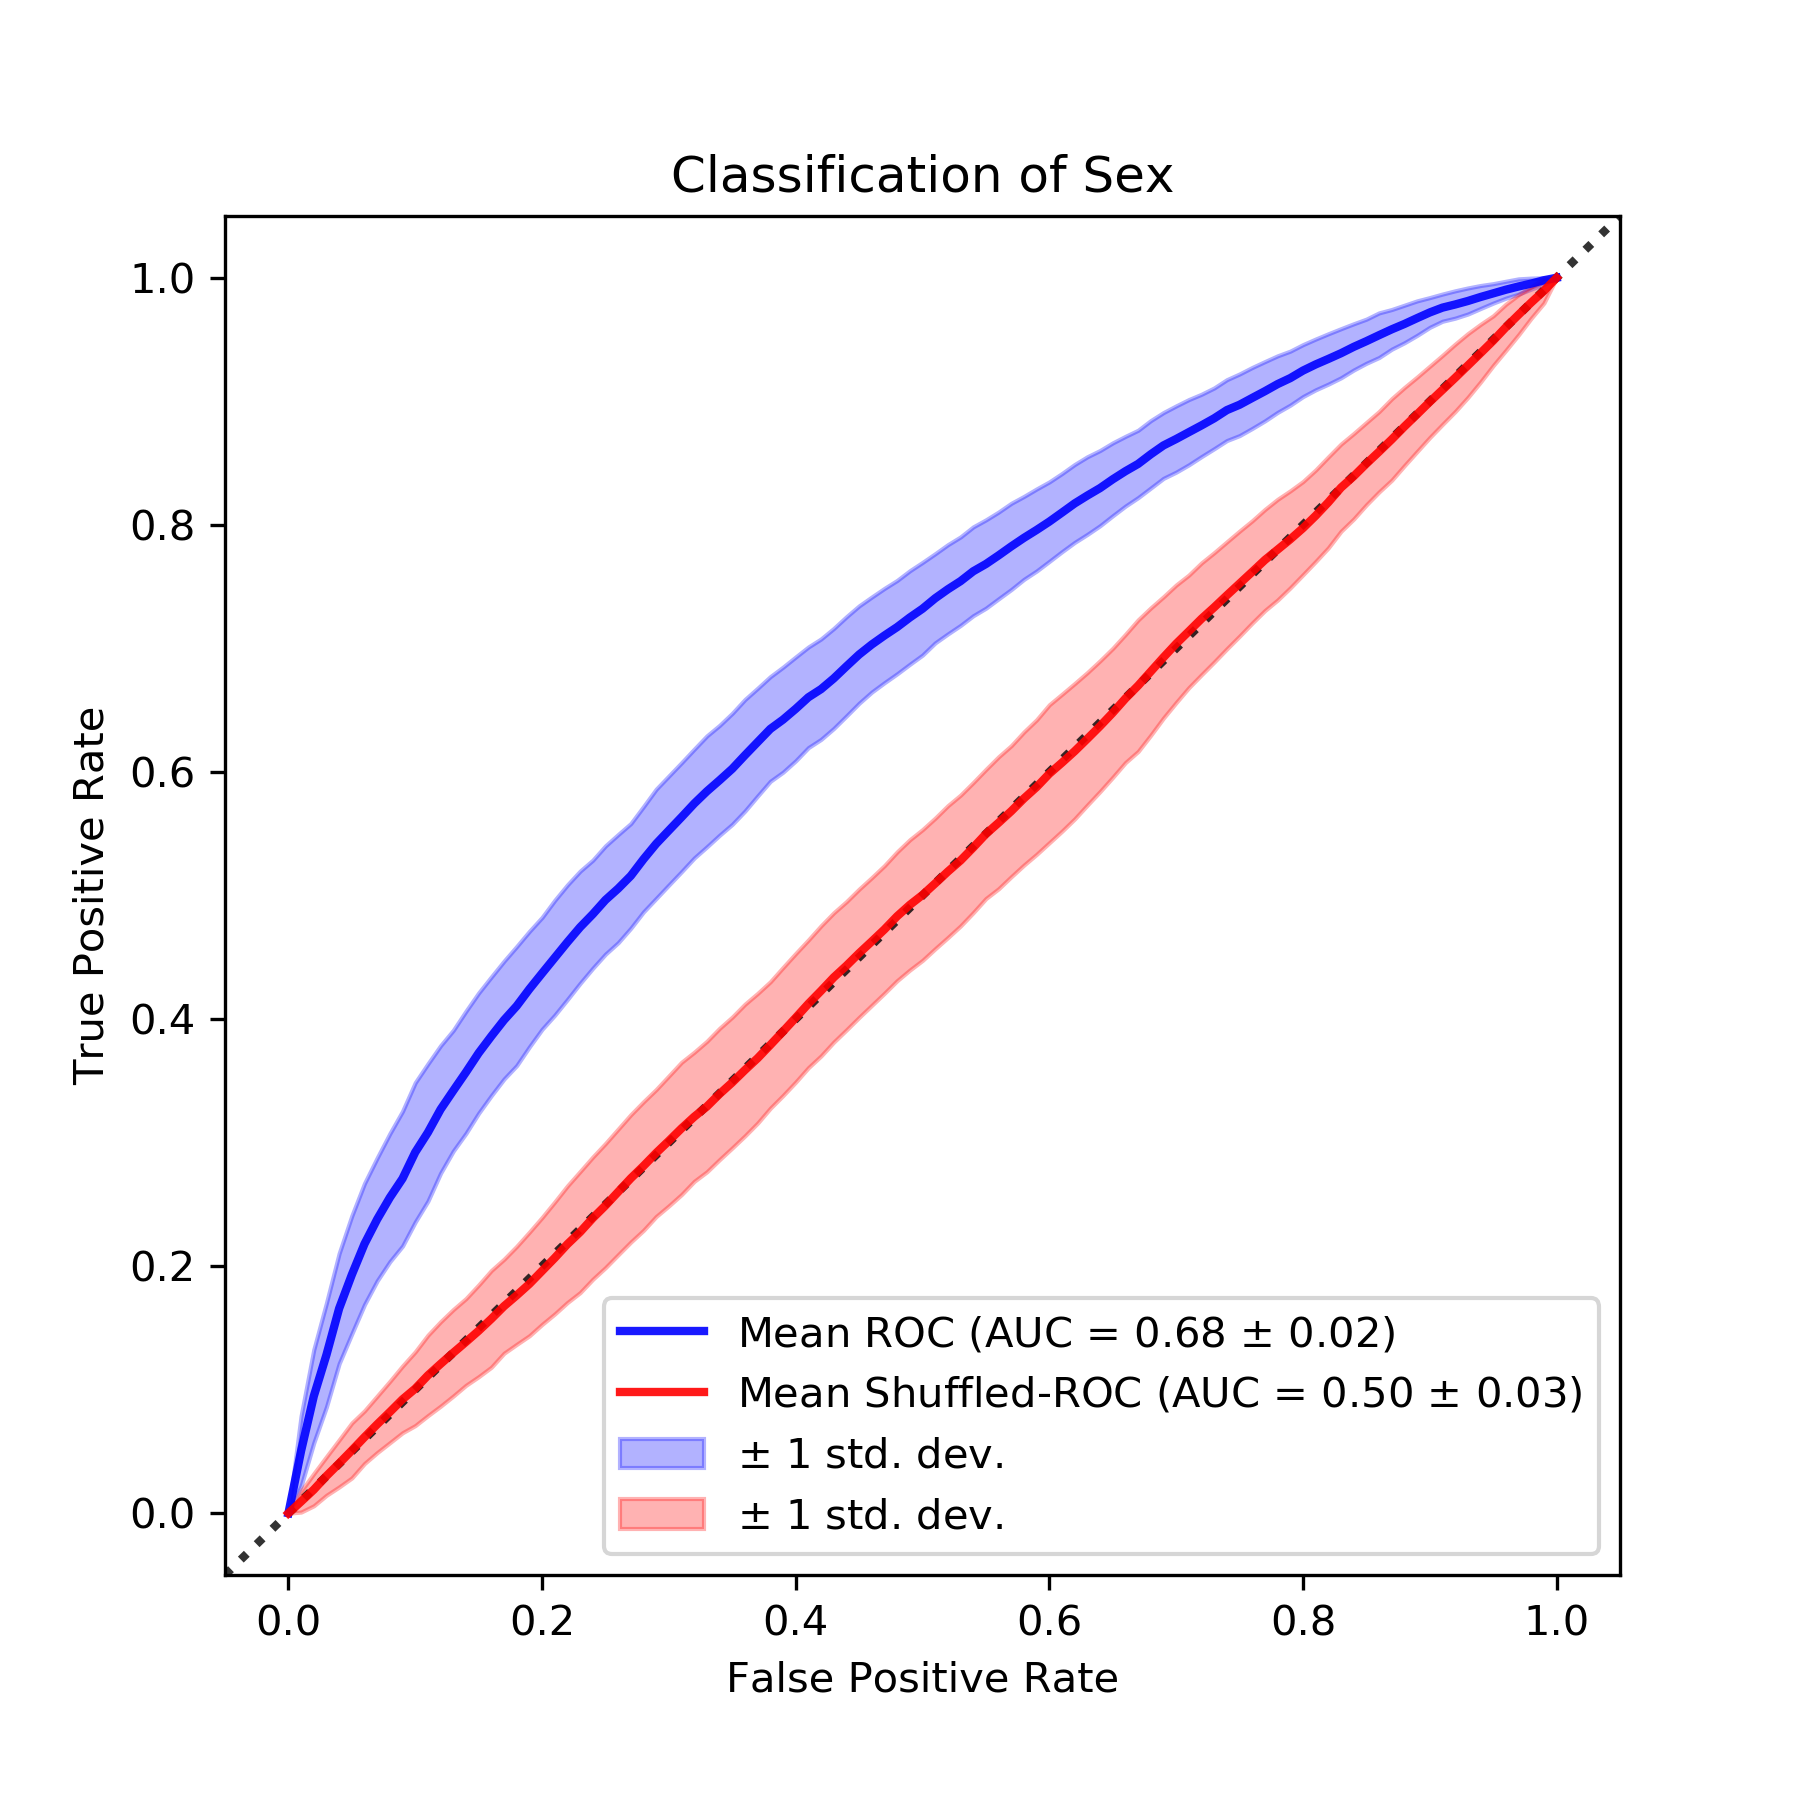 Classification of Sex
1.0
0.8
0.6
0.4
0.2
0.0
True Positive Rate
Mean ROC (AUC = 0.68 ± 0.02)
Mean Shuffled-ROC (AUC = 0.50 ± 0.03)
± 1 std. dev.
± 1 std. dev.
0.0 0.2 0.4 0.6 0.8 1.0
False Positive Rate